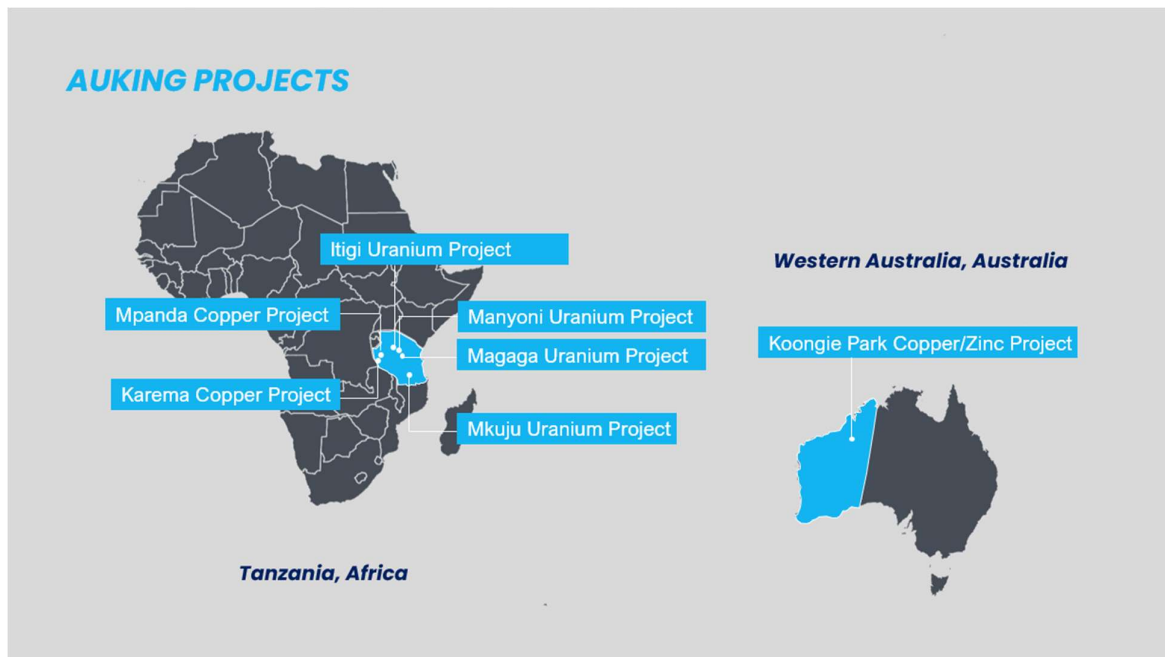 AUKING PROJECTS
Itigi Uranium Project
Mpanda Copper Project
Manyoni Uranium Project
Magaga Uranium Project
Karema Copper Project
Mkuju Uranium Project
Tanzania, Africa
Western Australia, Australia
Koongie Park Copper/Zinc Project